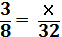 3/8 = x/32